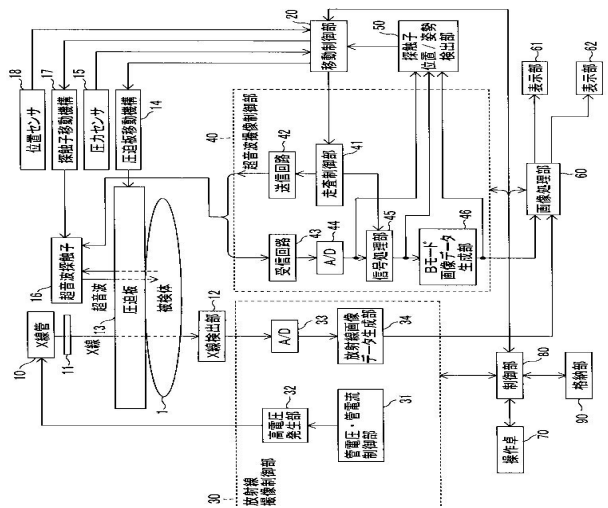 10
X線管
11
X線
13
16
超音波探触子
超音波
圧迫板
被検体
1
18
位置センサ
17
探触子移動機構
15
圧力センサ
14
圧迫板移動機構
20
移動制御部
50
探触子
位置/姿勢
検出部
12
X線検出部
30
放射線
撮像制御部
A/D
33
放射線画像
データ生成部
34
32
高電圧
発生部
管電圧・管電流
制御部
31
40
超音波撮像制御部
送信回路
42
走査制御部
41
43
受信回路
A/D
44
信号処理部
45
Bモード
画像データ
生成部
46
画像処理部
60
表示部
61
表示部
62
制御部
80
操作卓
70
格納部
90